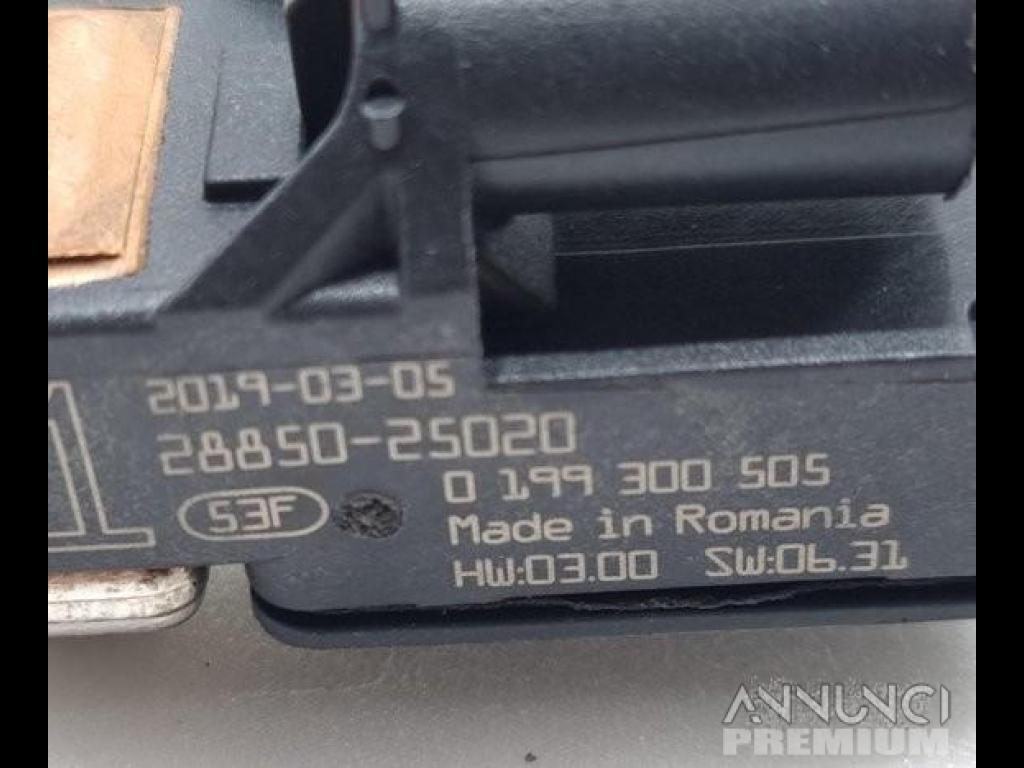 2019-03-05
28850-25020
53F
0 199 300 505
Made in Romania
HW:03.00 SW:06.31
1
ANNUNCI
PREMIUM